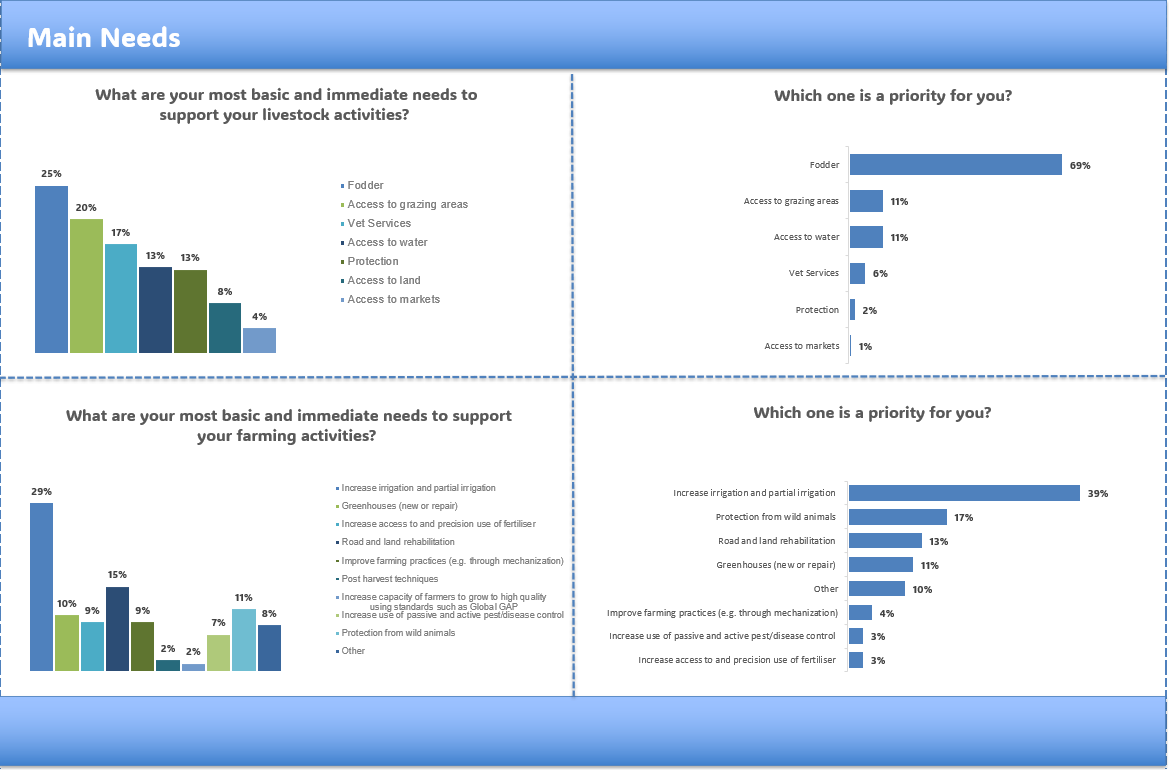 Main Needs
What are your most basic and immediate needs to
support your livestock activities?
25%
20%
17%
13%
13%
8%
4%
Fodder
Access to grazing areas
Vet Services
Access to water
Protection
Access to land
Access to markets
Which one is a priority for you?
Fodder
69%
Access to grazing areas
11%
Access to water
11%
Vet Services
6%
Protection
2%
Access to markets
1%
What are your most basic and immediate needs to support
your farming activities?
29%
10%
9%
15%
9%
2%
2%
7%
11%
8%
Increase irrigation and partial irrigation
Greenhouses (new or repair)
Increase access to and precision use of fertiliser
Road and land rehabilitation
Improve farming practices (e.g. through mechanization)
Post harvest techniques
Increase capacity of farmers to grow to high quality
using standards such as Global GAP
Increase use of passive and active pest/disease control
Protection from wild animals
Other
Which one is a priority for you?
Increase irrigation and partial irrigation
39%
Protection from wild animals
17%
Road and land rehabilitation
13%
Greenhouses (new or repair)
11%
Other
10%
Improve farming practices (e.g. through mechanization)
4%
Increase use of passive and active pest/disease control
3%
Increase access to and precision use of fertiliser
3%